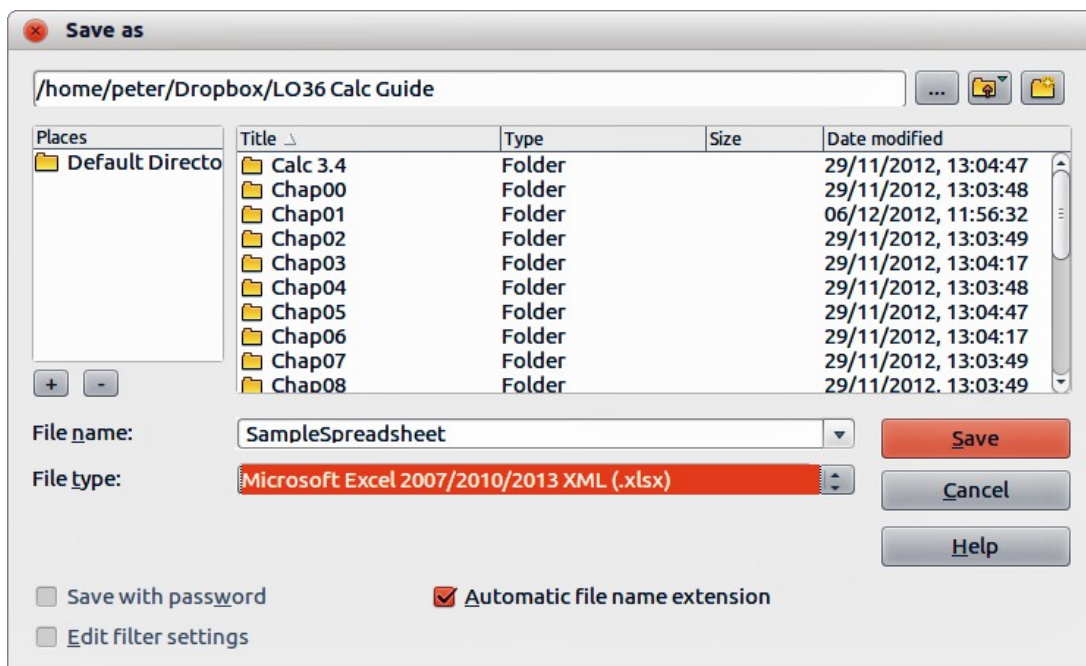 Save as
/home/peter/Dropbox/LO36 Calc Guide
...
Places
Default Directo
Title Type Size Date modified
Calc 3.4 Folder 29/11/2012, 13:04:47
Chap00 Folder 29/11/2012, 13:03:48
Chap01 Folder 06/12/2012, 11:56:32
Chap02 Folder 29/11/2012, 13:03:49
Chap03 Folder 29/11/2012, 13:04:17
Chap04 Folder 29/11/2012, 13:03:48
Chap05 Folder 29/11/2012, 13:04:47
Chap06 Folder 29/11/2012, 13:04:17
Chap07 Folder 29/11/2012, 13:03:49
Chap08 Folder 29/11/2012, 13:03:49
+ -
File name: SampleSpreadsheet Save
File type: Microsoft Excel 2007/2010/2013 XML (.xlsx) Cancel
Help
Save with password Automatic file name extension
Edit filter settings